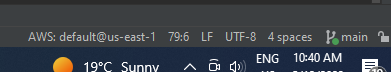 AWS: default@us-east-1 79:6 LF UTF-8 4 spaces main
19°C Sunny ENG 10:40 AM